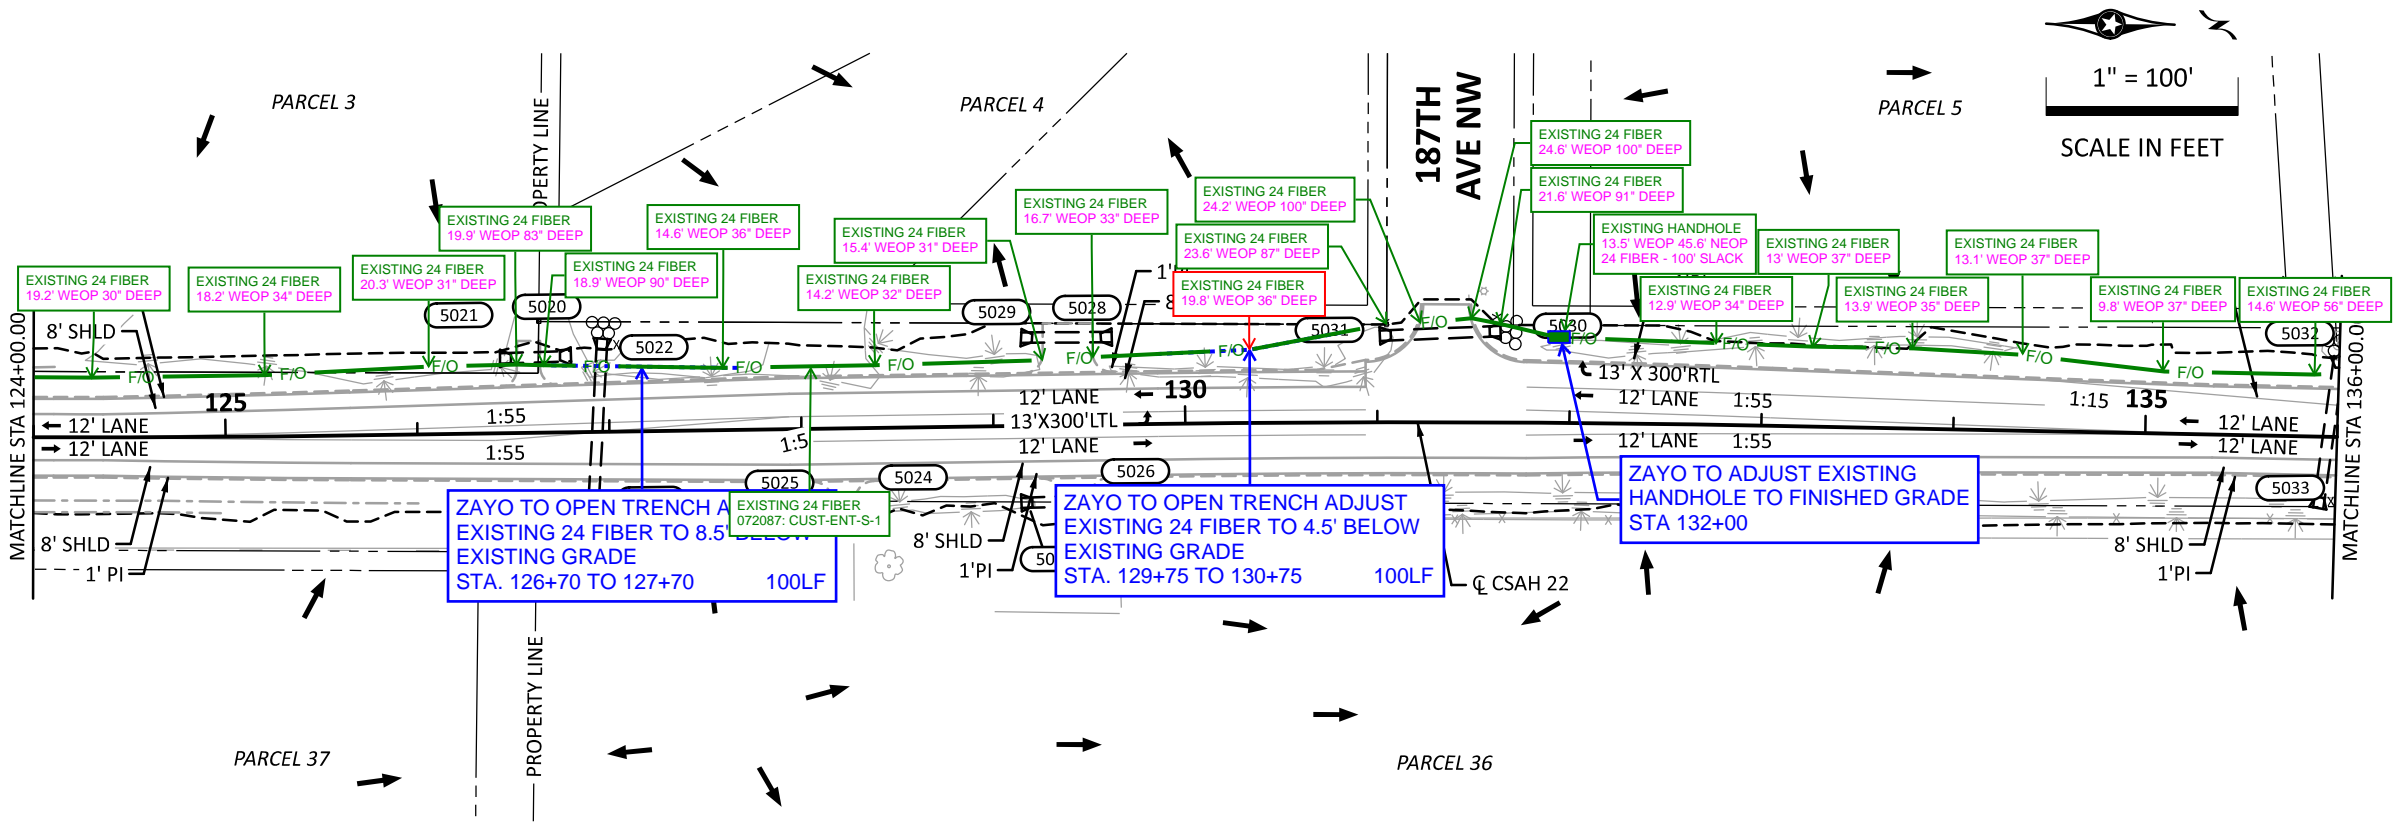 1" = 100'
SCALE IN FEET
PARCEL 3
PARCEL 4
PARCEL 5
187TH
AVE NW
PROPERTY LINE
EXISTING 24 FIBER
19.2' WEOP 30" DEEP
EXISTING 24 FIBER
18.2' WEOP 34" DEEP
EXISTING 24 FIBER
20.3' WEOP 31" DEEP
EXISTING 24 FIBER
19.9' WEOP 83" DEEP
EXISTING 24 FIBER
18.9' WEOP 90" DEEP
EXISTING 24 FIBER
14.6' WEOP 36" DEEP
EXISTING 24 FIBER
14.2' WEOP 32" DEEP
EXISTING 24 FIBER
15.4' WEOP 31" DEEP
EXISTING 24 FIBER
16.7' WEOP 33" DEEP
EXISTING 24 FIBER
24.2' WEOP 100" DEEP
EXISTING 24 FIBER
23.6' WEOP 87" DEEP
EXISTING 24 FIBER
19.8' WEOP 36" DEEP
EXISTING 24 FIBER
24.6' WEOP 100" DEEP
EXISTING 24 FIBER
21.6' WEOP 91" DEEP
EXISTING HANDHOLE
13.5' WEOP 45.6' NEOP
24 FIBER - 100' SLACK
EXISTING 24 FIBER
12.9' WEOP 34" DEEP
EXISTING 24 FIBER
13' WEOP 37" DEEP
EXISTING 24 FIBER
13.9' WEOP 35" DEEP
EXISTING 24 FIBER
13.1' WEOP 37" DEEP
EXISTING 24 FIBER
9.8' WEOP 37" DEEP
EXISTING 24 FIBER
14.6' WEOP 56" DEEP
MATCHLINE STA 124+00.00
8' SHLD
5021
5020
5022
5029
5028
5031
5030
5032
F/O
F/O
F/O
F/O
F/O
F/O
F/O
F/O
F/O
F/O
F/O
F/O
F/O
F/O
13' X 300'RTL
125
130
135
12' LANE
12' LANE
1:55
1:55
1:5
12' LANE
13'X300'LTL
12' LANE
12' LANE
12' LANE
1:55
1:55
1:15
12' LANE
12' LANE
MATCHLINE STA 136+00.00
5025
5024
5026
5033
8' SHLD
1' PI
8' SHLD
1'PI
8' SHLD
1'PI
ZAYO TO OPEN TRENCH A
EXISTING 24 FIBER TO 8.5' BELOW
EXISTING GRADE
STA. 126+70 TO 127+70 100LF
EXISTING 24 FIBER
072087: CUST-ENT-S-1
ZAYO TO OPEN TRENCH ADJUST
EXISTING 24 FIBER TO 4.5' BELOW
EXISTING GRADE
STA. 129+75 TO 130+75 100LF
ZAYO TO ADJUST EXISTING
HANDHOLE TO FINISHED GRADE
STA 132+00
℄ CSAH 22
PROPERTY LINE
PARCEL 37
PARCEL 36